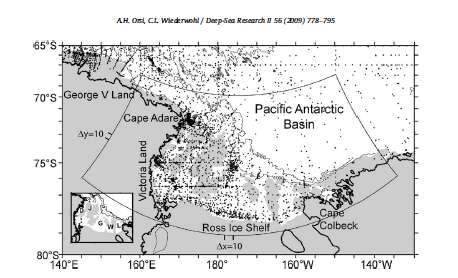 A.H. Orsi, C.L. Wiederwohl / Deep-Sea Research II 56 (2009) 778–795
65°S
George V Land
70°S
Cape Adare
Pacific Antarctic
Basin
Δy=10
Victoria Land
75°S
Cape
Colbeck
Ross Ice Shelf
Δx=10
80°S
140°E
160°E
180°
160°W
140°W
J
G
W
L